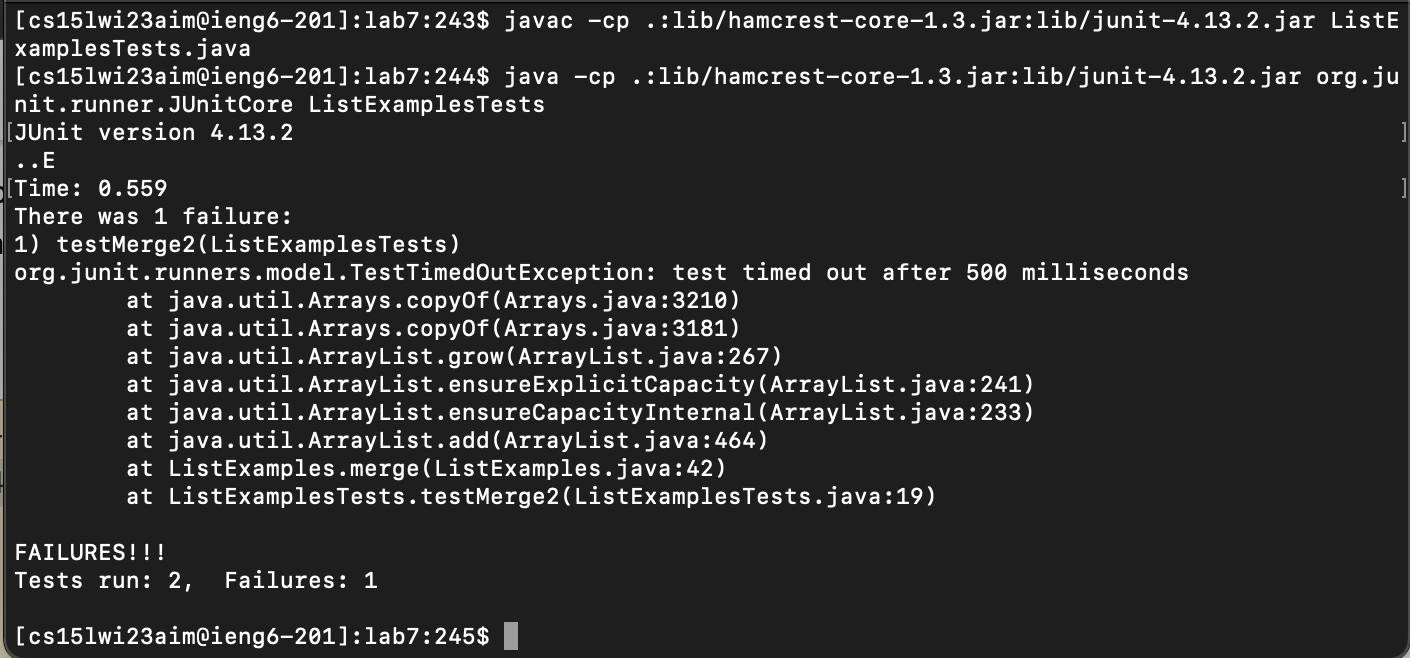 [cs15lwi23aim@ieng6-201]:lab7:243$ javac -cp .:lib/hamcrest-core-1.3.jar:lib/junit-4.13.2.jar ListE
xamplesTests.java
[cs15lwi23aim@ieng6-201]:lab7:244$ java -cp .:lib/hamcrest-core-1.3.jar:lib/junit-4.13.2.jar org.ju
nit.runner.JUnitCore ListExamplesTests
[JUnit version 4.13.2 ]
..E
[Time: 0.559 ]
There was 1 failure:
1) testMerge2(ListExamplesTests)
org.junit.runners.model.TestTimedOutException: test timed out after 500 milliseconds
        at java.util.Arrays.copyOf(Arrays.java:3210)
        at java.util.Arrays.copyOf(Arrays.java:3181)
        at java.util.ArrayList.grow(ArrayList.java:267)
        at java.util.ArrayList.ensureExplicitCapacity(ArrayList.java:241)
        at java.util.ArrayList.ensureCapacityInternal(ArrayList.java:233)
        at java.util.ArrayList.add(ArrayList.java:464)
        at ListExamples.merge(ListExamples.java:42)
        at ListExamplesTests.testMerge2(ListExamplesTests.java:19)

FAILURES!!!
Tests run: 2,  Failures: 1

[cs15lwi23aim@ieng6-201]:lab7:245$